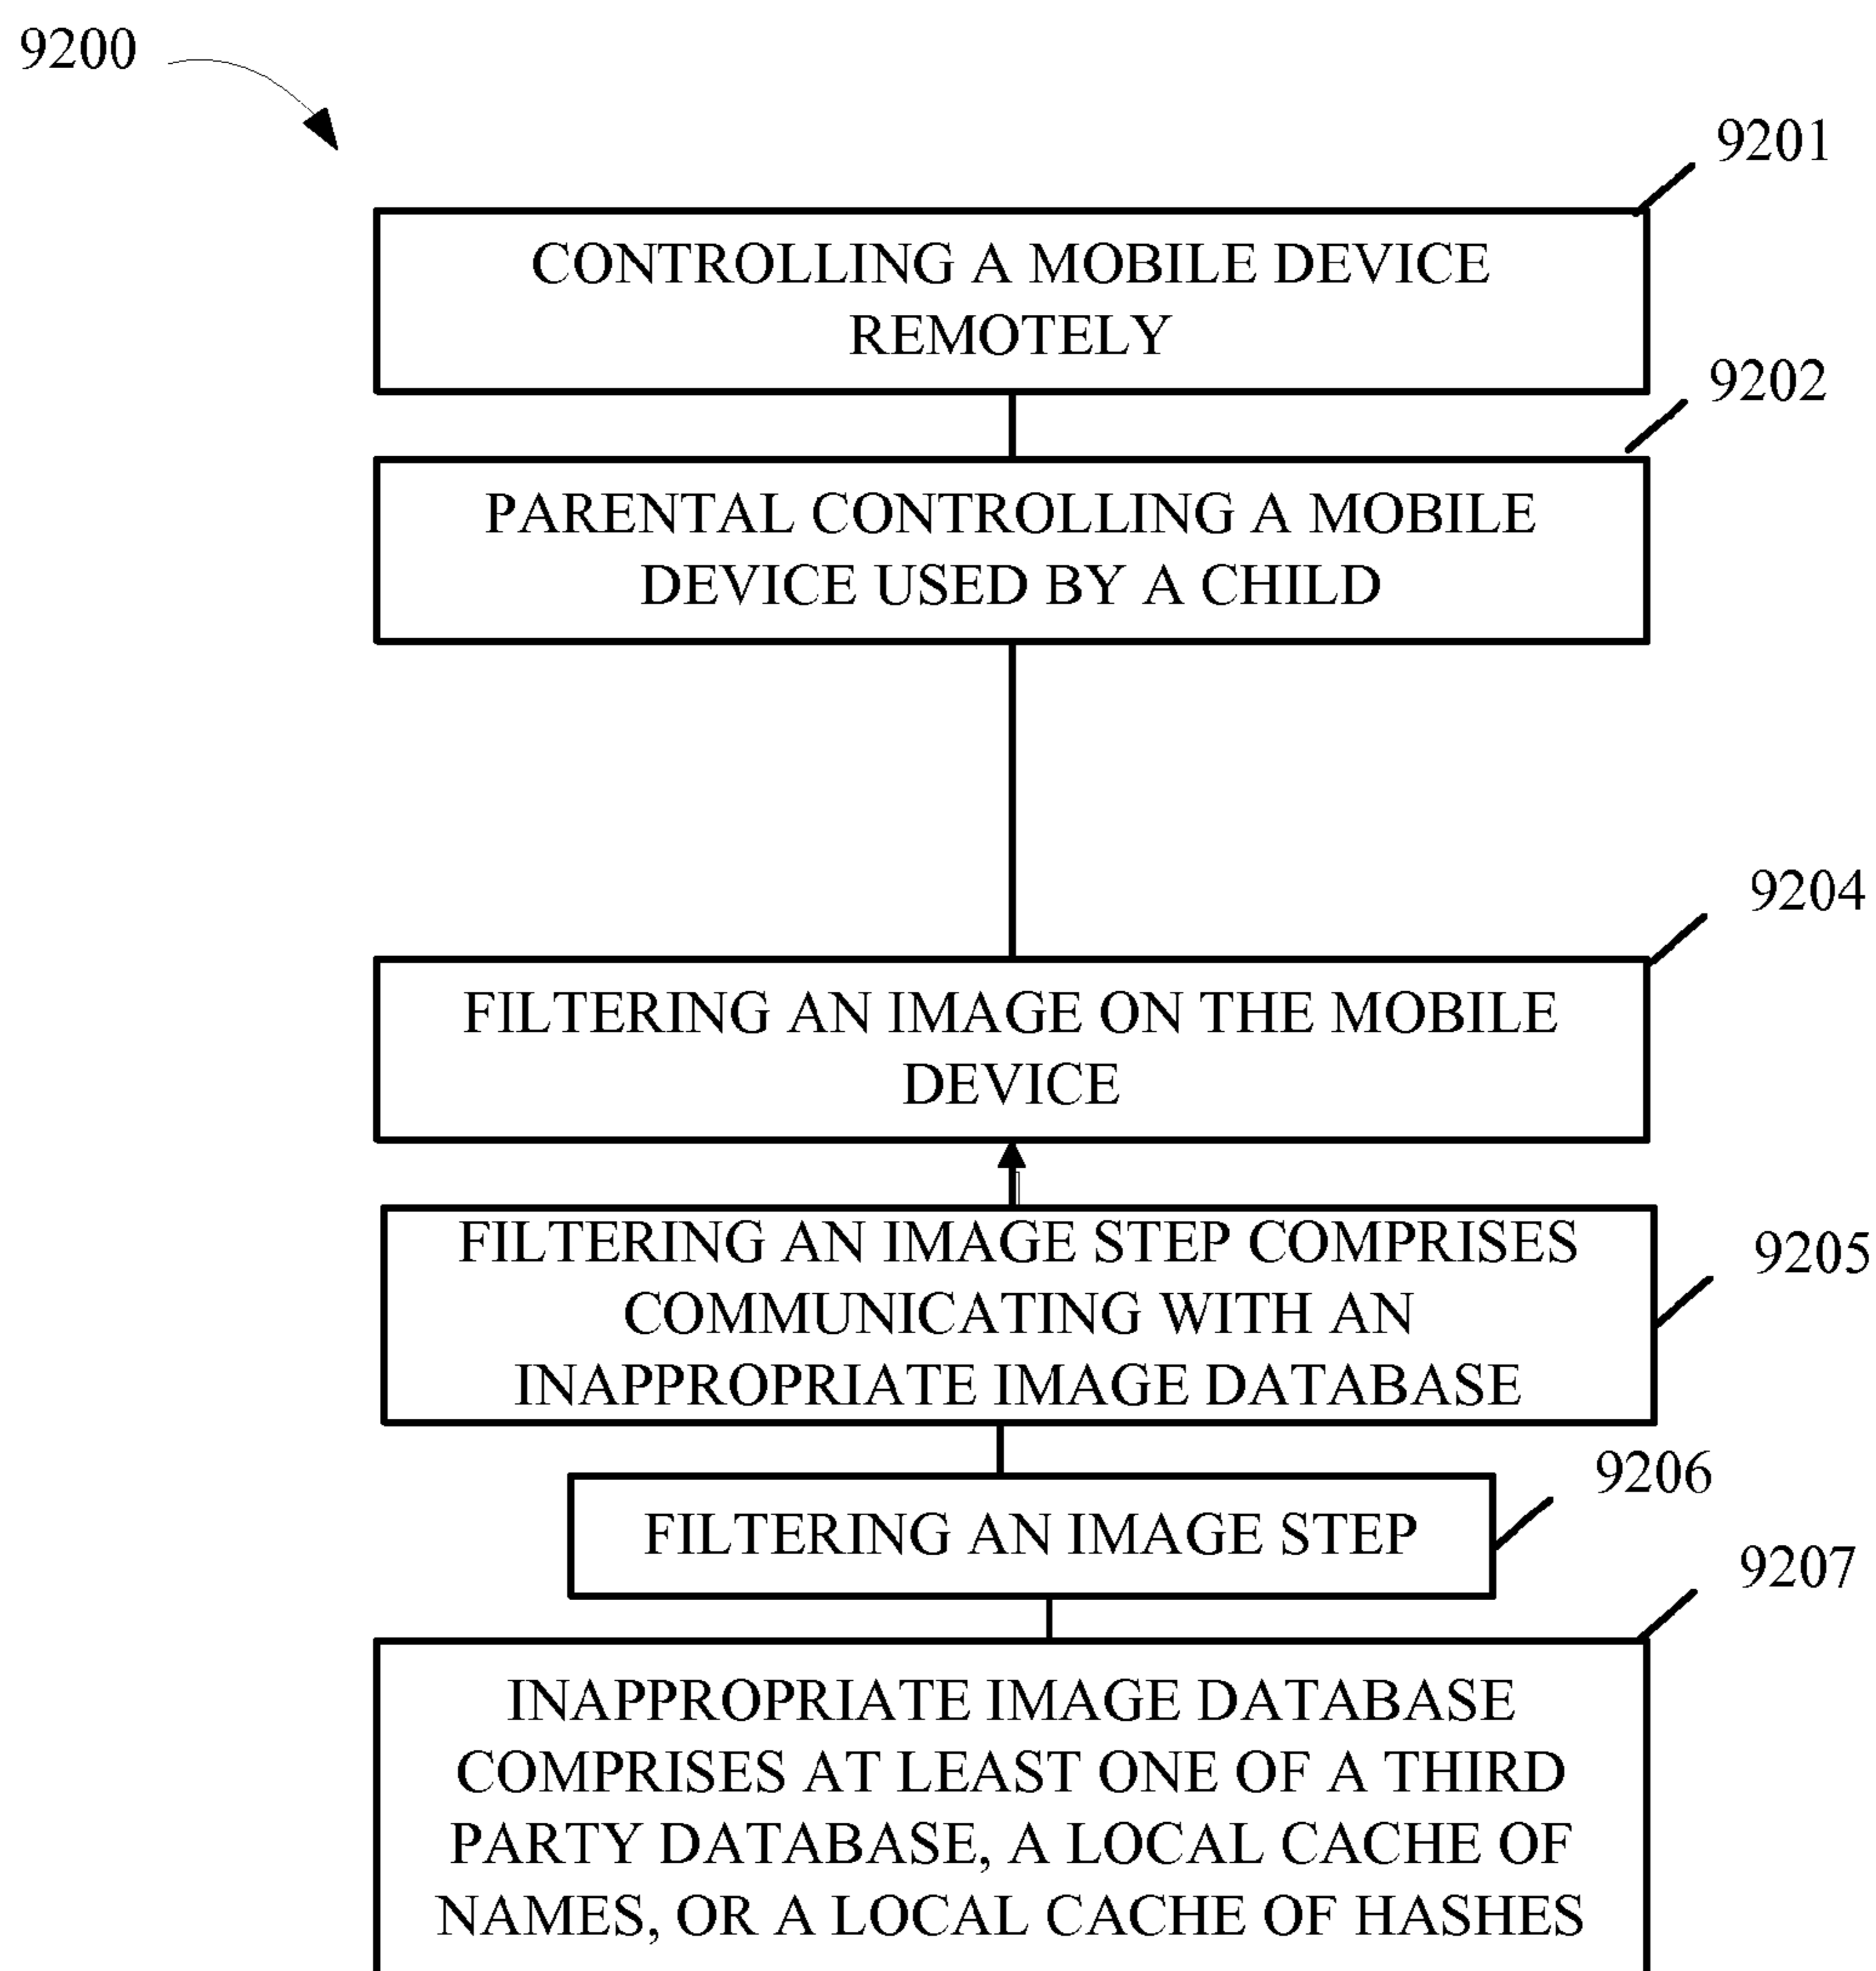 9200
9201
CONTROLLING A MOBILE DEVICE
REMOTELY
9202
PARENTAL CONTROLLING A MOBILE
DEVICE USED BY A CHILD
9204
FILTERING AN IMAGE ON THE MOBILE
DEVICE
9205
FILTERING AN IMAGE STEP COMPRISES
COMMUNICATING WITH AN
INAPPROPRIATE IMAGE DATABASE
9206
FILTERING AN IMAGE STEP
9207
INAPPROPRIATE IMAGE DATABASE
COMPRISES AT LEAST ONE OF A THIRD
PARTY DATABASE, A LOCAL CACHE OF
NAMES, OR A LOCAL CACHE OF HASHES